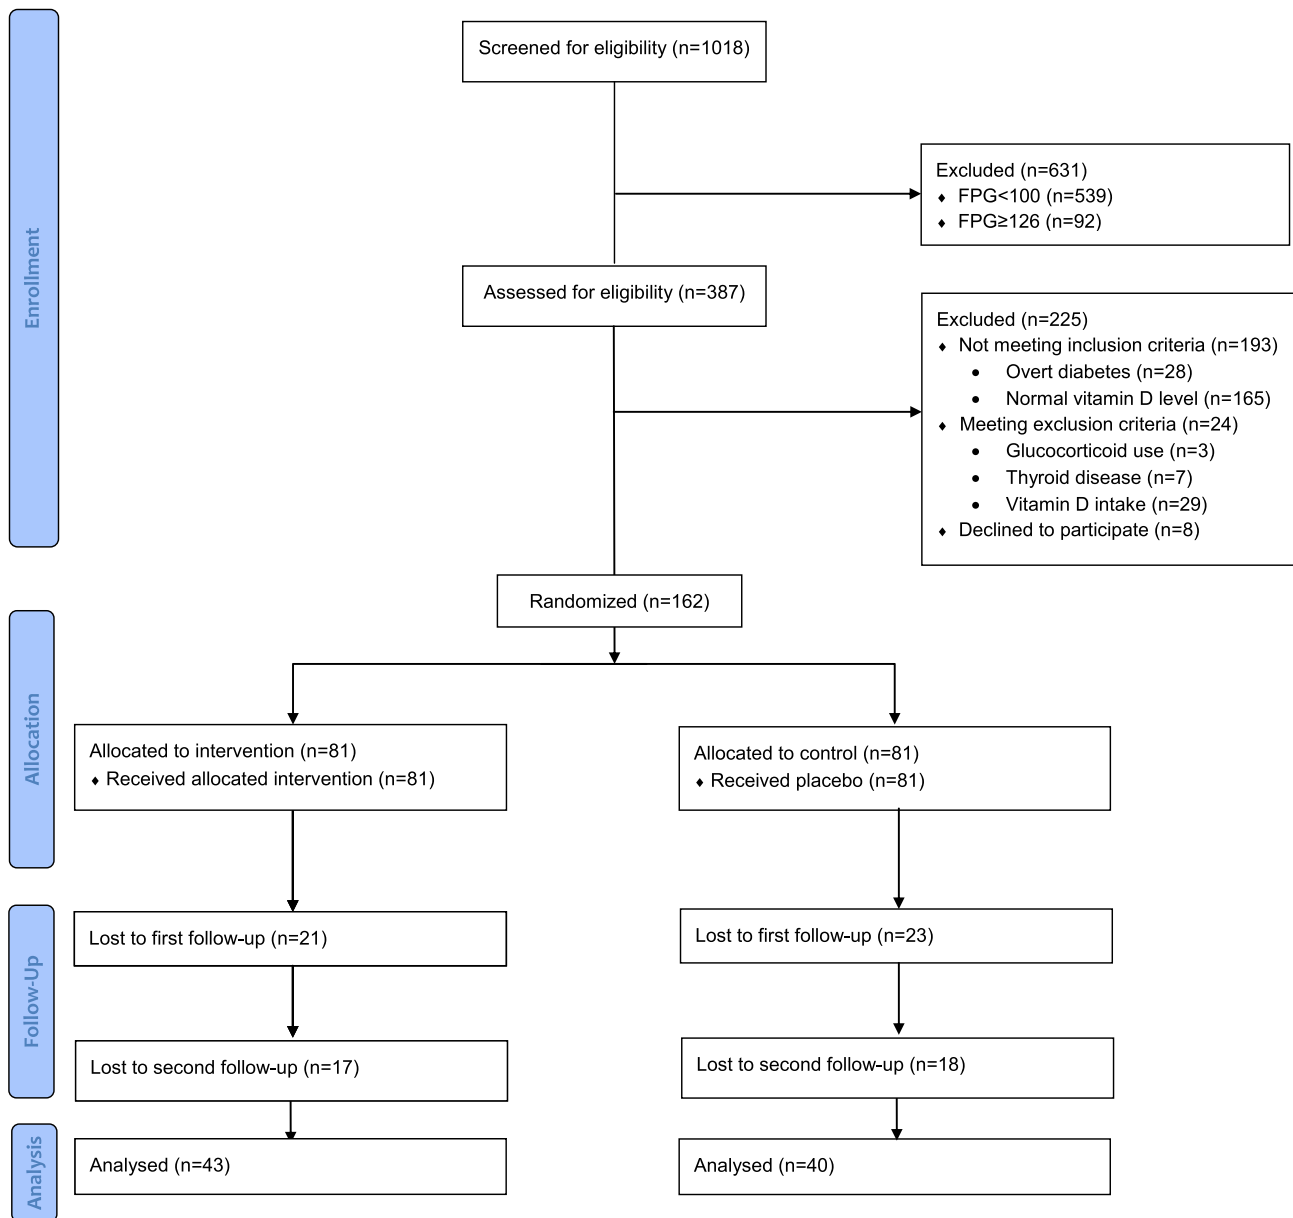 Enrollment
Screened for eligibility (n=1018)
Excluded (n=631)
♦ FPG<100 (n=539)
♦ FPG≥126 (n=92)
Assessed for eligibility (n=387)
Excluded (n=225)
♦ Not meeting inclusion criteria (n=193)
• Overt diabetes (n=28)
• Normal vitamin D level (n=165)
♦ Meeting exclusion criteria (n=24)
• Glucocorticoid use (n=3)
• Thyroid disease (n=7)
• Vitamin D intake (n=29)
♦ Declined to participate (n=8)
Randomized (n=162)
Allocation
Allocated to intervention (n=81)
♦ Received allocated intervention (n=81)
Allocated to control (n=81)
♦ Received placebo (n=81)
Follow-Up
Lost to first follow-up (n=21)
Lost to first follow-up (n=23)
Lost to second follow-up (n=17)
Lost to second follow-up (n=18)
Analysis
Analysed (n=43)
Analysed (n=40)